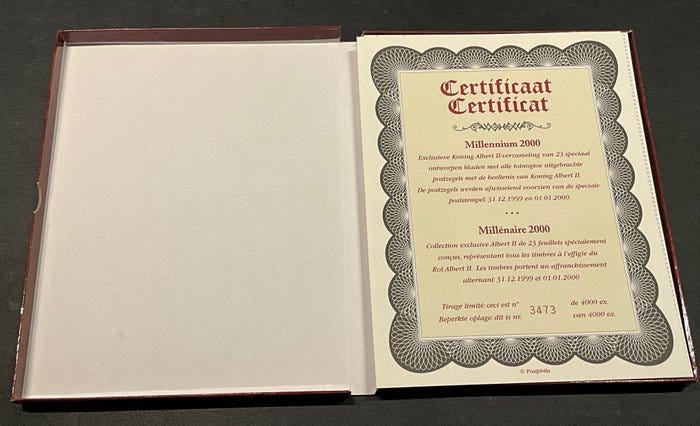 Certificaat
Certificat
Millennium 2000
Exclusieve Koning Albert II-verzameling van 23 speciaal
ontworpen bladen met alle totnogtoe uitgebrachte
postzegels met de beeltenis van Koning Albert II.
De postzegels werden afwisselend voorzien van de speciale
poststempel: 31.12.1999 en 01.01.2000.
• • •
Millénaire 2000
Collection exclusive Albert II de 23 feuillets spécialement
conçus, représentant tous les timbres à l'effigie du
Roi Albert II. Les timbres portent un affranchissement
alternant: 31.12.1999 et 01.01.2000
Tirage limité: ceci est n° 3473 de 4000 ex.
Beperkte oplage: dit is nr. van 4000 ex.
© Postphila